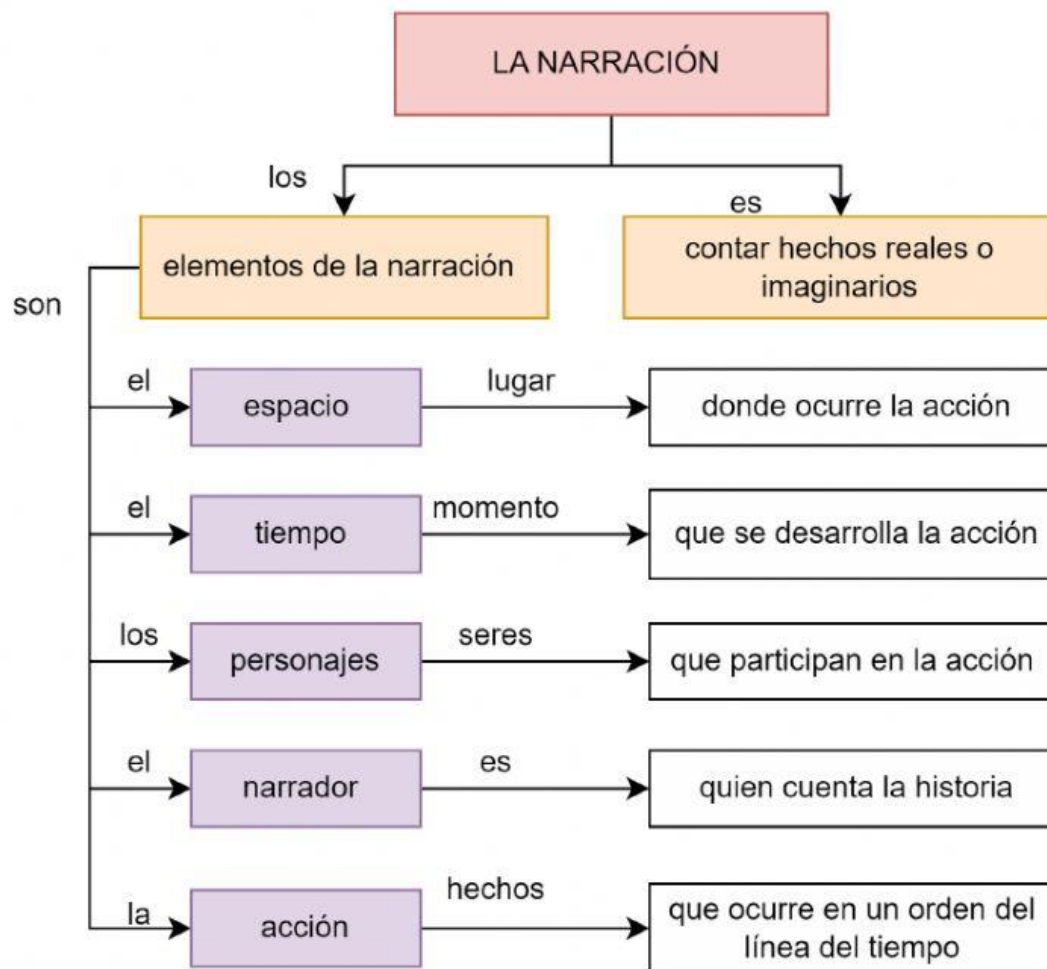 LA NARRACIÓN
los
es
elementos de la narración
contar hechos reales o
imaginarios
son
el
espacio
lugar
donde ocurre la acción
el
tiempo
momento
que se desarrolla la acción
los
personajes
seres
que participan en la acción
el
narrador
es
quien cuenta la historia
la
acción
hechos
que ocurre en un orden del
línea del tiempo